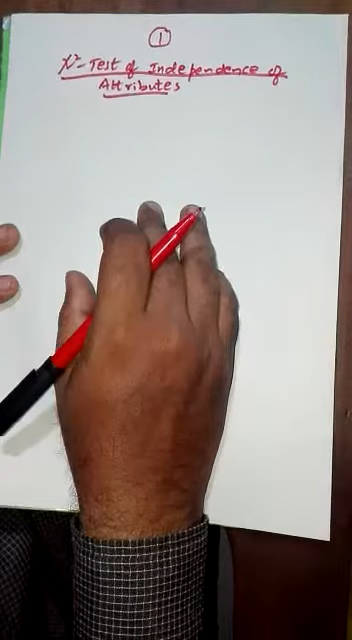 ①
χ²-Test of Independence of
Attributes